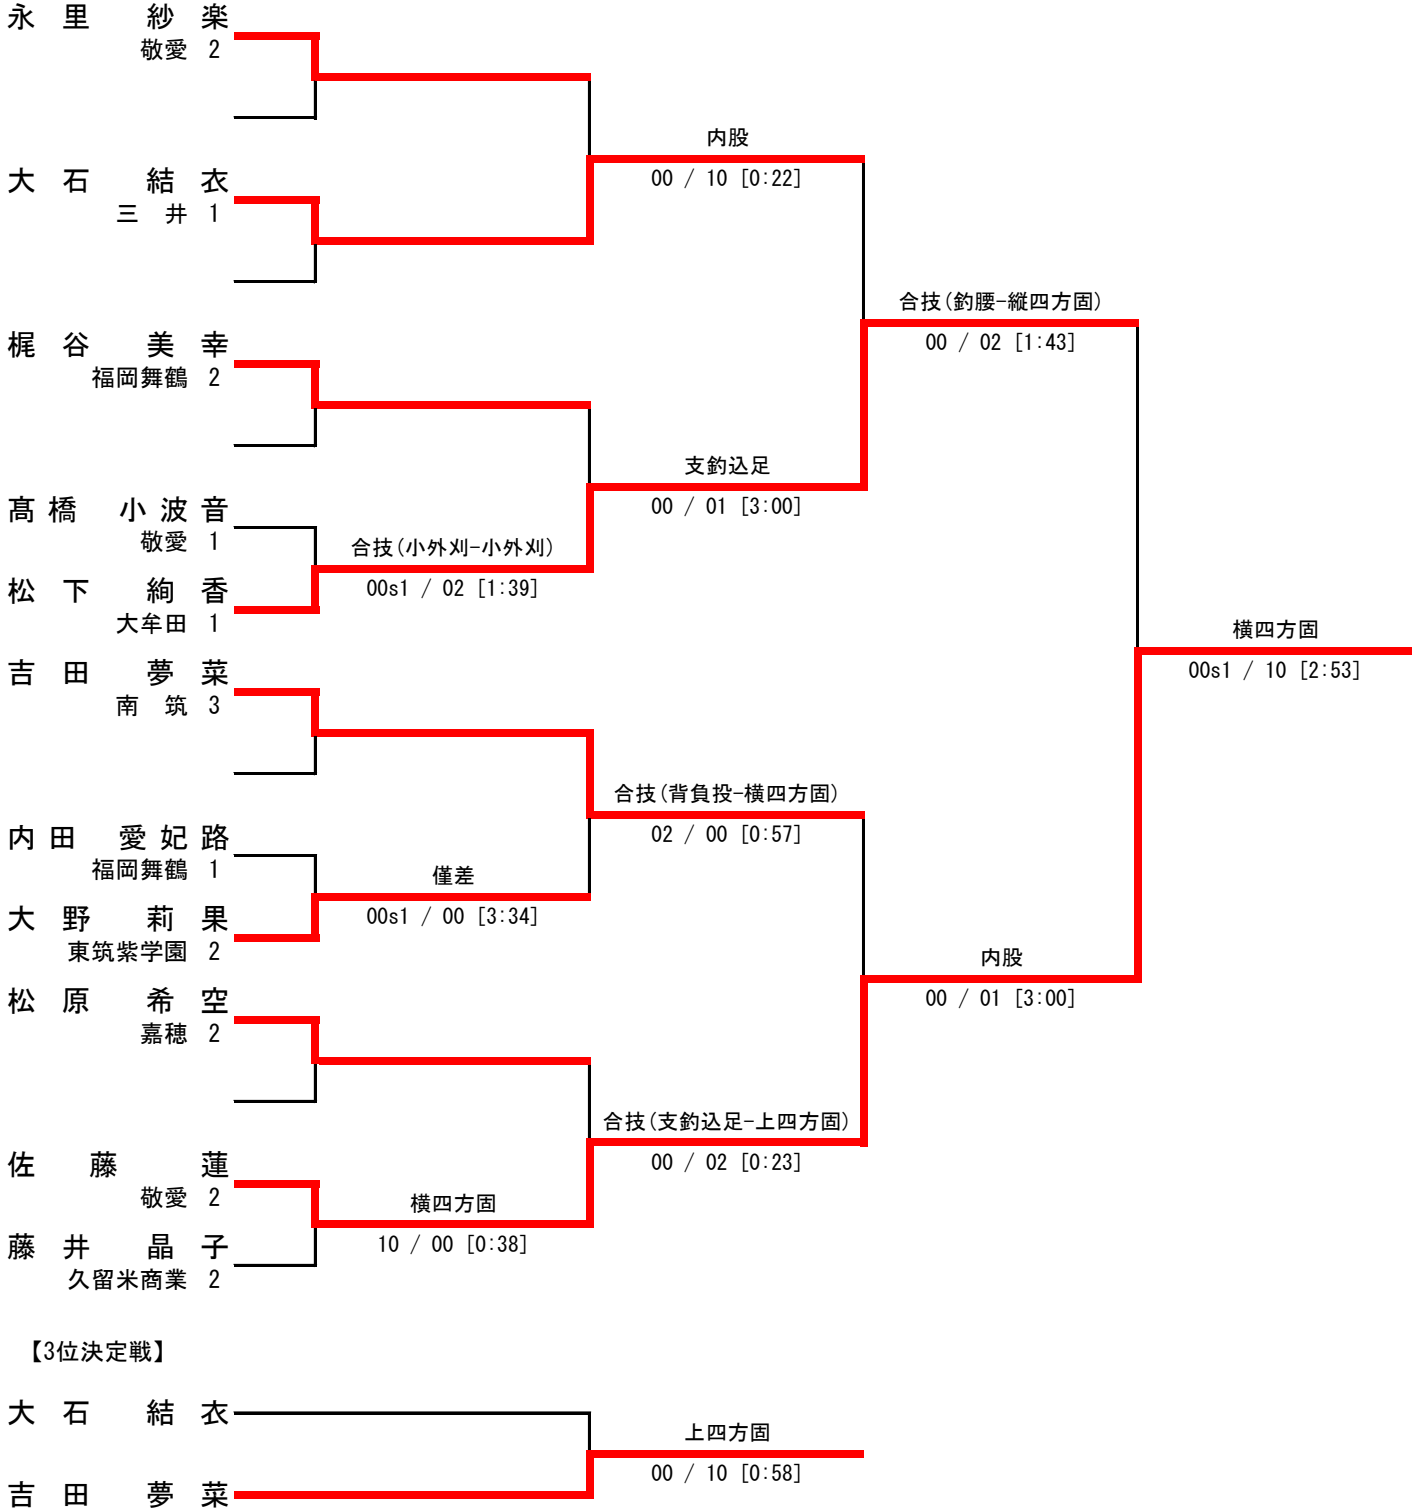 永里 紗楽
敬愛 2
内股
00 / 10 [0:22]
大石 結衣
三 井 1
合技(釣腰-縦四方固)
00 / 02 [1:43]
梶谷 美幸
福岡舞鶴 2
支釣込足
00 / 01 [3:00]
髙橋 小波音
敬愛 1
合技(小外刈-小外刈)
00s1 / 02 [1:39]
松下 絢香
大牟田 1
横四方固
00s1 / 10 [2:53]
吉田 夢菜
南 筑 3
合技(背負投-横四方固)
02 / 00 [0:57]
内田 愛妃路
福岡舞鶴 1
僅差
00s1 / 00 [3:34]
大野 莉果
東筑紫学園 2
内股
00 / 01 [3:00]
松原 希空
嘉穂 2
合技(支釣込足-上四方固)
00 / 02 [0:23]
佐藤 蓮
敬愛 2
横四方固
10 / 00 [0:38]
藤井 晶子
久留米商業 2
【3位決定戦】
大石 結衣
上四方固
00 / 10 [0:58]
吉田 夢菜